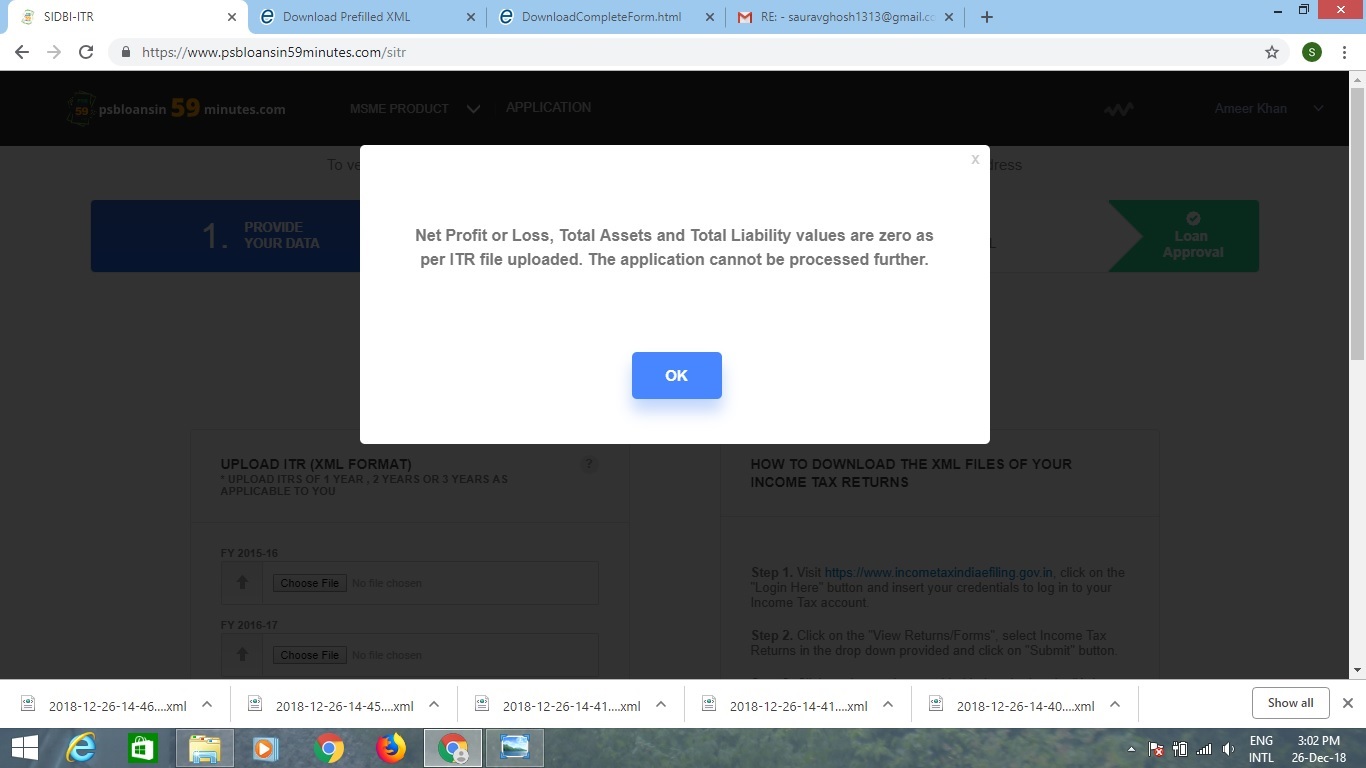 SIDBI-ITR
Download Prefilled XML
DownloadCompleteForm.html
RE: - sauravghosh1313@gmail.co
https://www.psbloansin59minutes.com/sitr
S
psbloansin 59 minutes.com
MSME PRODUCT
APPLICATION
Ameer Khan
To ve
dress
x
1. PROVIDE
YOUR DATA
Loan
Approval
Net Profit or Loss, Total Assets and Total Liability values are zero as
per ITR file uploaded. The application cannot be processed further.
OK
UPLOAD ITR (XML FORMAT)
?
* UPLOAD ITRS OF 1 YEAR , 2 YEARS OR 3 YEARS AS
APPLICABLE TO YOU
FY 2015-16
Choose File No file chosen
FY 2016-17
Choose File No file chosen
HOW TO DOWNLOAD THE XML FILES OF YOUR
INCOME TAX RETURNS
Step 1. Visit https://www.incometaxindiaefiling.gov.in, click on the
"Login Here" button and insert your credentials to log in to your
Income Tax account.
Step 2. Click on the "View Returns/Forms", select Income Tax
Returns in the drop down provided and click on "Submit" button.
2018-12-26-14-46....xml
2018-12-26-14-45....xml
2018-12-26-14-41....xml
2018-12-26-14-41....xml
2018-12-26-14-40....xml
Show all
ENG
INTL
3:02 PM
26-Dec-18